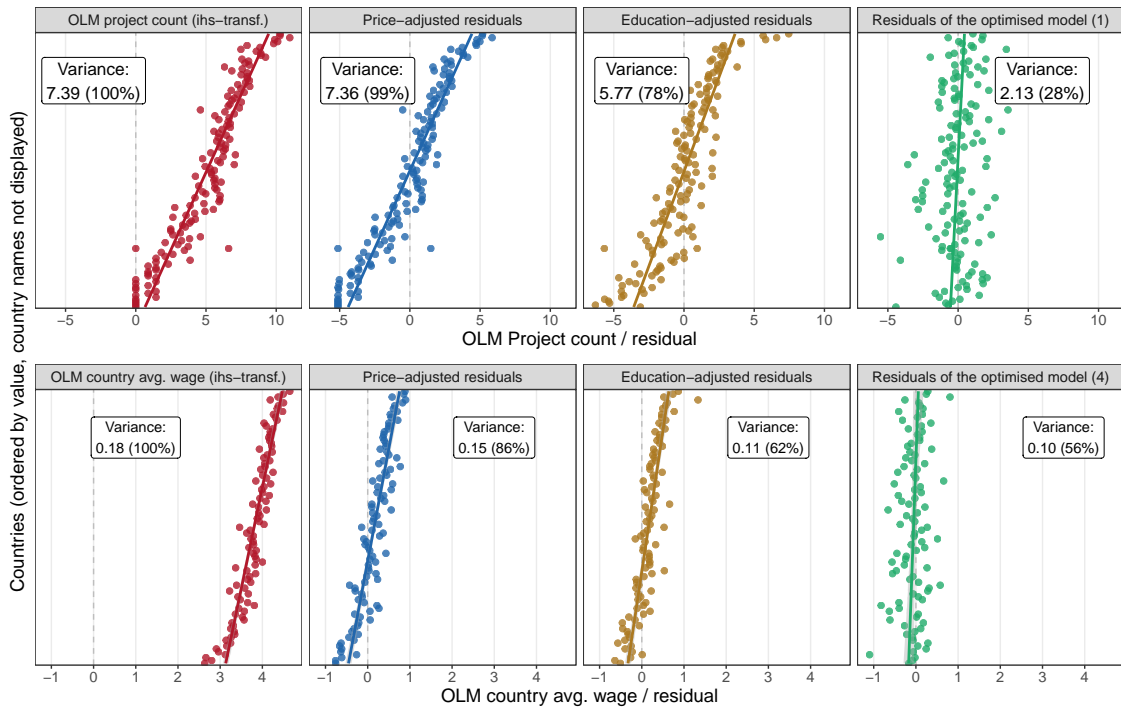 OLM project count (ihs−transf.)
Price−adjusted residuals
Education−adjusted residuals
Residuals of the optimised model (1)
Variance:
7.39 (100%)
Variance:
7.36 (99%)
Variance:
5.77 (78%)
Variance:
2.13 (28%)
−5 0 5 10
−5 0 5 10
−5 0 5 10
−5 0 5 10
OLM Project count / residual
Countries (orderred by value, country names not displayed)
OLM country avg. wage (ihs−transf.)
Price−adjusted residuals
Education−adjusted residuals
Residuals of the optimised model (4)
Variance:
0.18 (100%)
Variance:
0.15 (86%)
Variance:
0.11 (62%)
Variance:
0.10 (56%)
−1 0 1 2 3 4
−1 0 1 2 3 4
−1 0 1 2 3 4
−1 0 1 2 3 4
OLM country avg. wage / residual